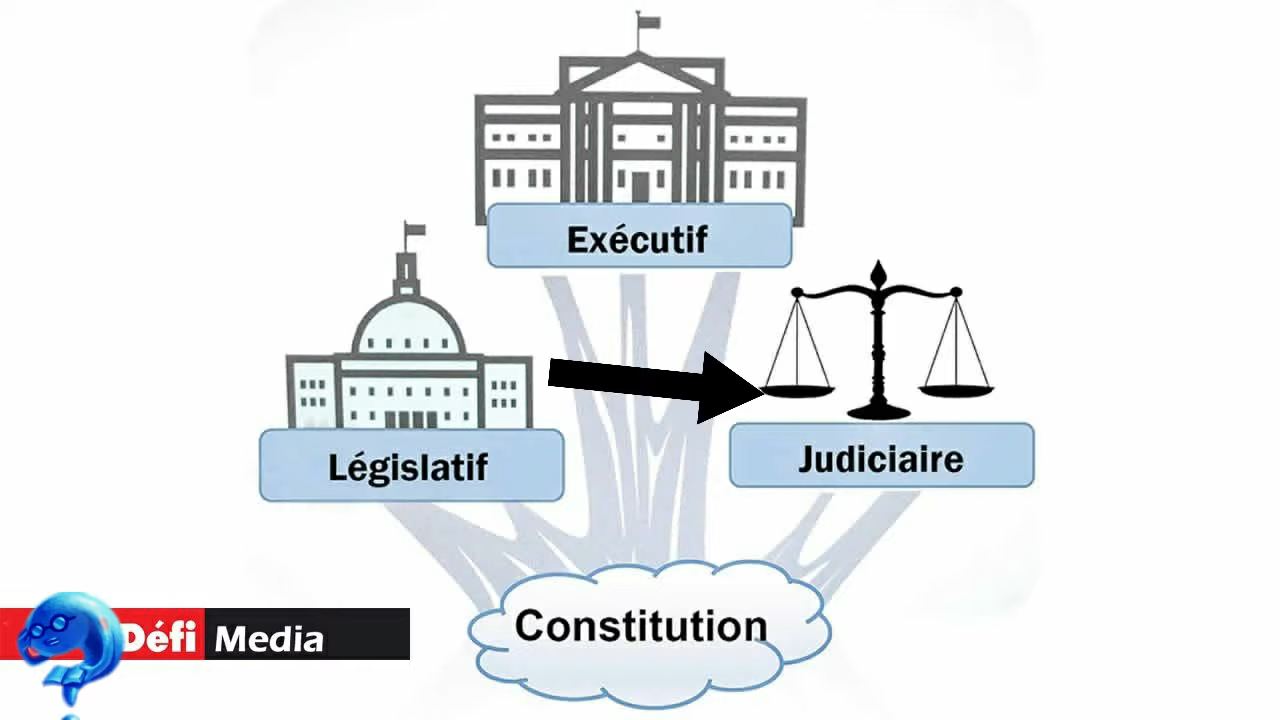 Exécutif
Législatif
Judiciaire
Constitution
Défi Media